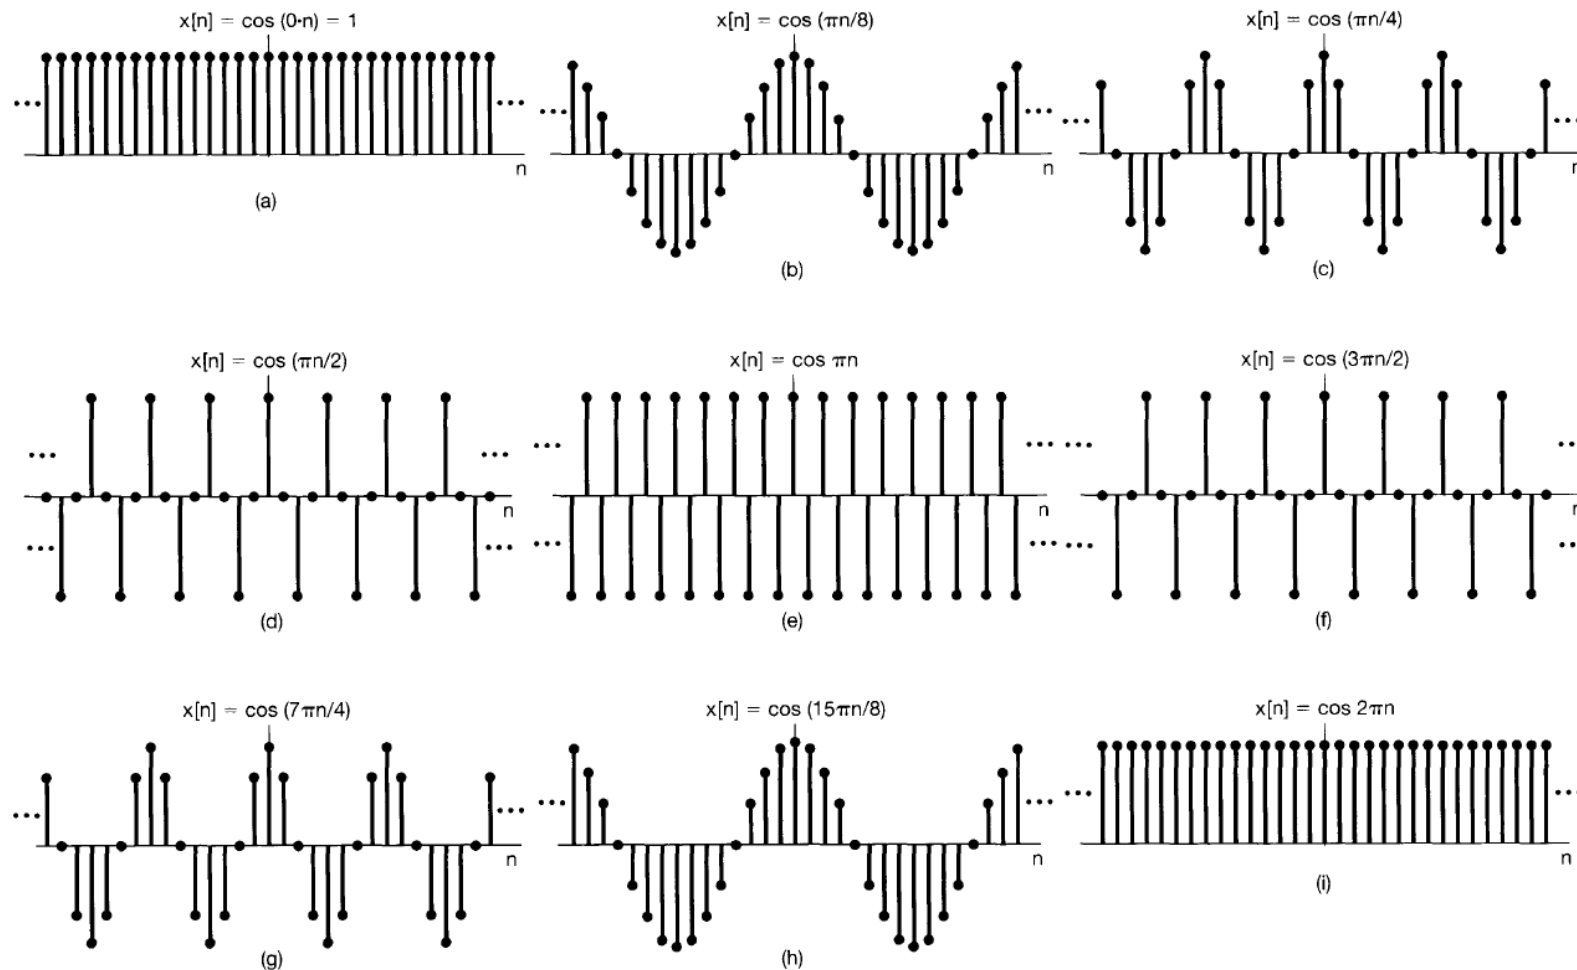 x[n] = cos (0•n) = 1
x[n] = cos (πn/8)
x[n] = cos (πn/4)
n
n
n
(a)
(b)
(c)
x[n] = cos (πn/2)
x[n] = cos πn
x[n] = cos (3πn/2)
n
n
n
(d)
(e)
(f)
x[n] = cos (7πn/4)
x[n] = cos (15πn/8)
x[n] = cos 2πn
n
n
n
(g)
(h)
(i)